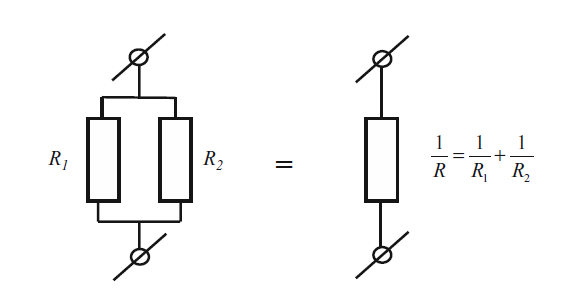 R₁
R₂
=
1/R = 1/R₁ + 1/R₂